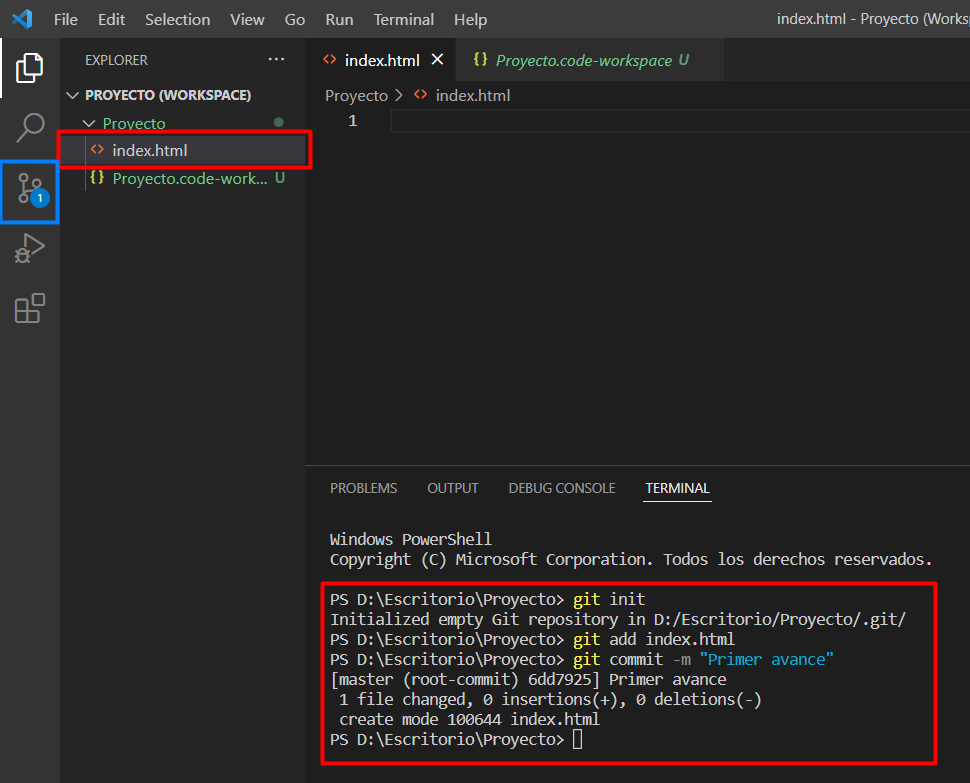 File Edit Selection View Go Run Terminal Help index.html - Proyecto (Works
EXPLORER ...
index.html
Proyecto.code-workspace U
PROYECTO (WORKSPACE)
Proyecto > index.html
Proyecto
1
index.html
Proyecto.code-work... U
1
PROBLEMS OUTPUT DEBUG CONSOLE TERMINAL
Windows PowerShell
Copyright (C) Microsoft Corporation. Todos los derechos reservados.
PS D:\Escritorio\Proyecto> git init
Initialized empty Git repository in D:/Escritorio/Proyecto/.git/
PS D:\Escritorio\Proyecto> git add index.html
PS D:\Escritorio\Proyecto> git commit -m "Primer avance"
[master (root-commit) 6dd7925] Primer avance
 1 file changed, 0 insertions(+), 0 deletions(-)
 create mode 100644 index.html
PS D:\Escritorio\Proyecto>